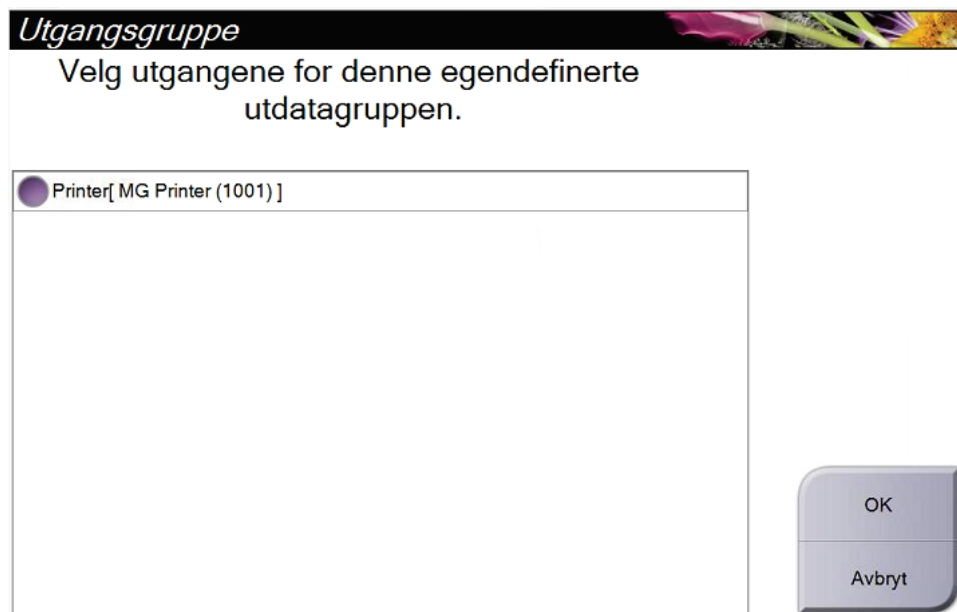 Utgangsgruppe
Velg utgangene for denne egendefinerte
utdatagruppen.
Printer[ MG Printer (1001) ]
OK
Avbryt